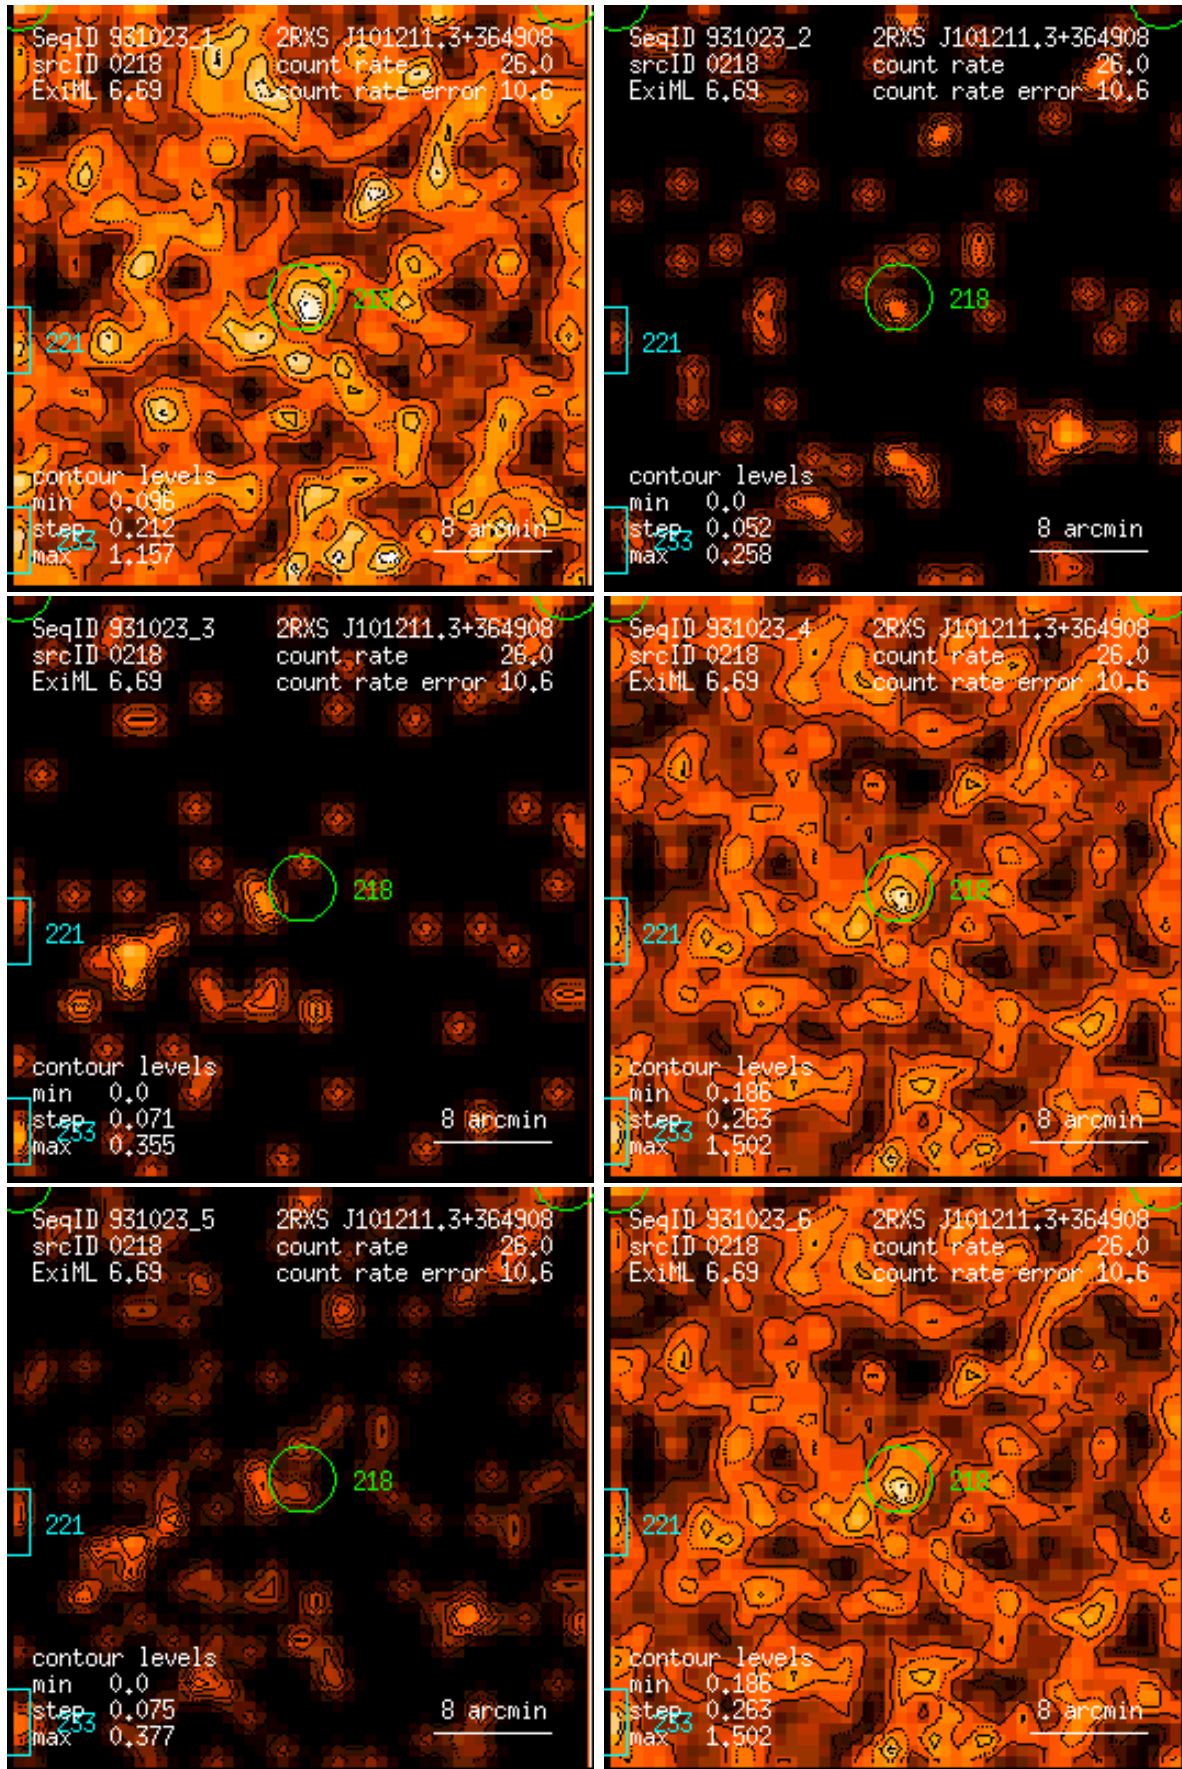 SeqID 931023_1 2RXS J101211.3+364908
srcID 0218 count rate 26.0
ExiML 6.69 count rate error 10.6
218
221
contour levels
min 0.096
step 0.212 8 arcmin
253
max 1.157
SeqID 931023_2 2RXS J101211.3+364908
srcID 0218 count rate 26.0
ExiML 6.69 count rate error 10.6
218
221
contour levels
min 0.0
step 0.052 8 arcmin
253
max 0.258
SeqID 931023_3 2RXS J101211.3+364908
srcID 0218 count rate 26.0
ExiML 6.69 count rate error 10.6
218
221
contour levels
min 0.0
step 0.071 8 arcmin
253
max 0.355
SeqID 931023_4 2RXS J101211.3+364908
srcID 0218 count rate 26.0
ExiML 6.69 count rate error 10.6
218
221
contour levels
min 0.186
step 0.263 8 arcmin
253
max 1.502
SeqID 931023_5 2RXS J101211.3+364908
srcID 0218 count rate 26.0
ExiML 6.69 count rate error 10.6
218
221
contour levels
min 0.0
step 0.075 8 arcmin
253
max 0.377
SeqID 931023_6 2RXS J101211.3+364908
srcID 0218 count rate 26.0
ExiML 6.69 count rate error 10.6
218
221
contour levels
min 0.186
step 0.263 8 arcmin
253
max 1.502